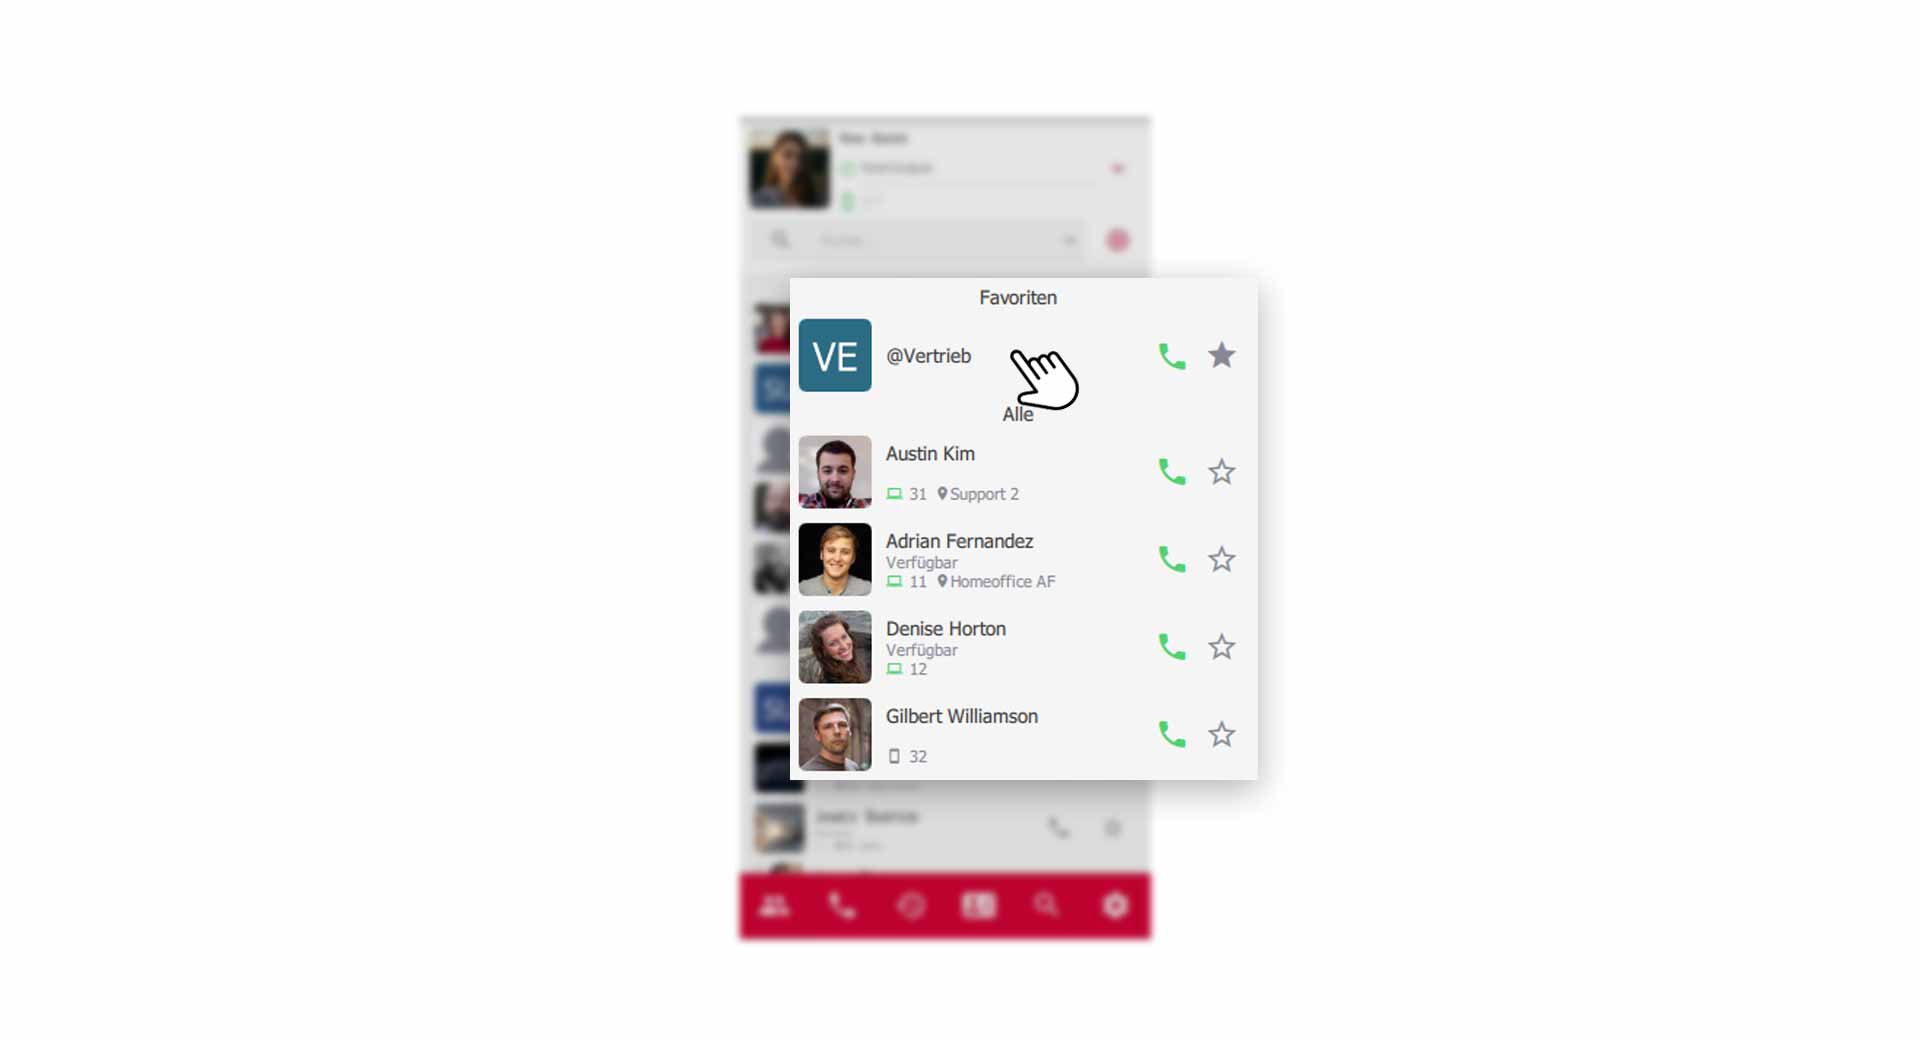 Favoriten
VE
@Vertrieb
Alle
Austin Kim
31 Support 2
Adrian Fernandez
Verfügbar
11 Homeoffice AF
Denise Horton
Verfügbar
12
Gilbert Williamson
32